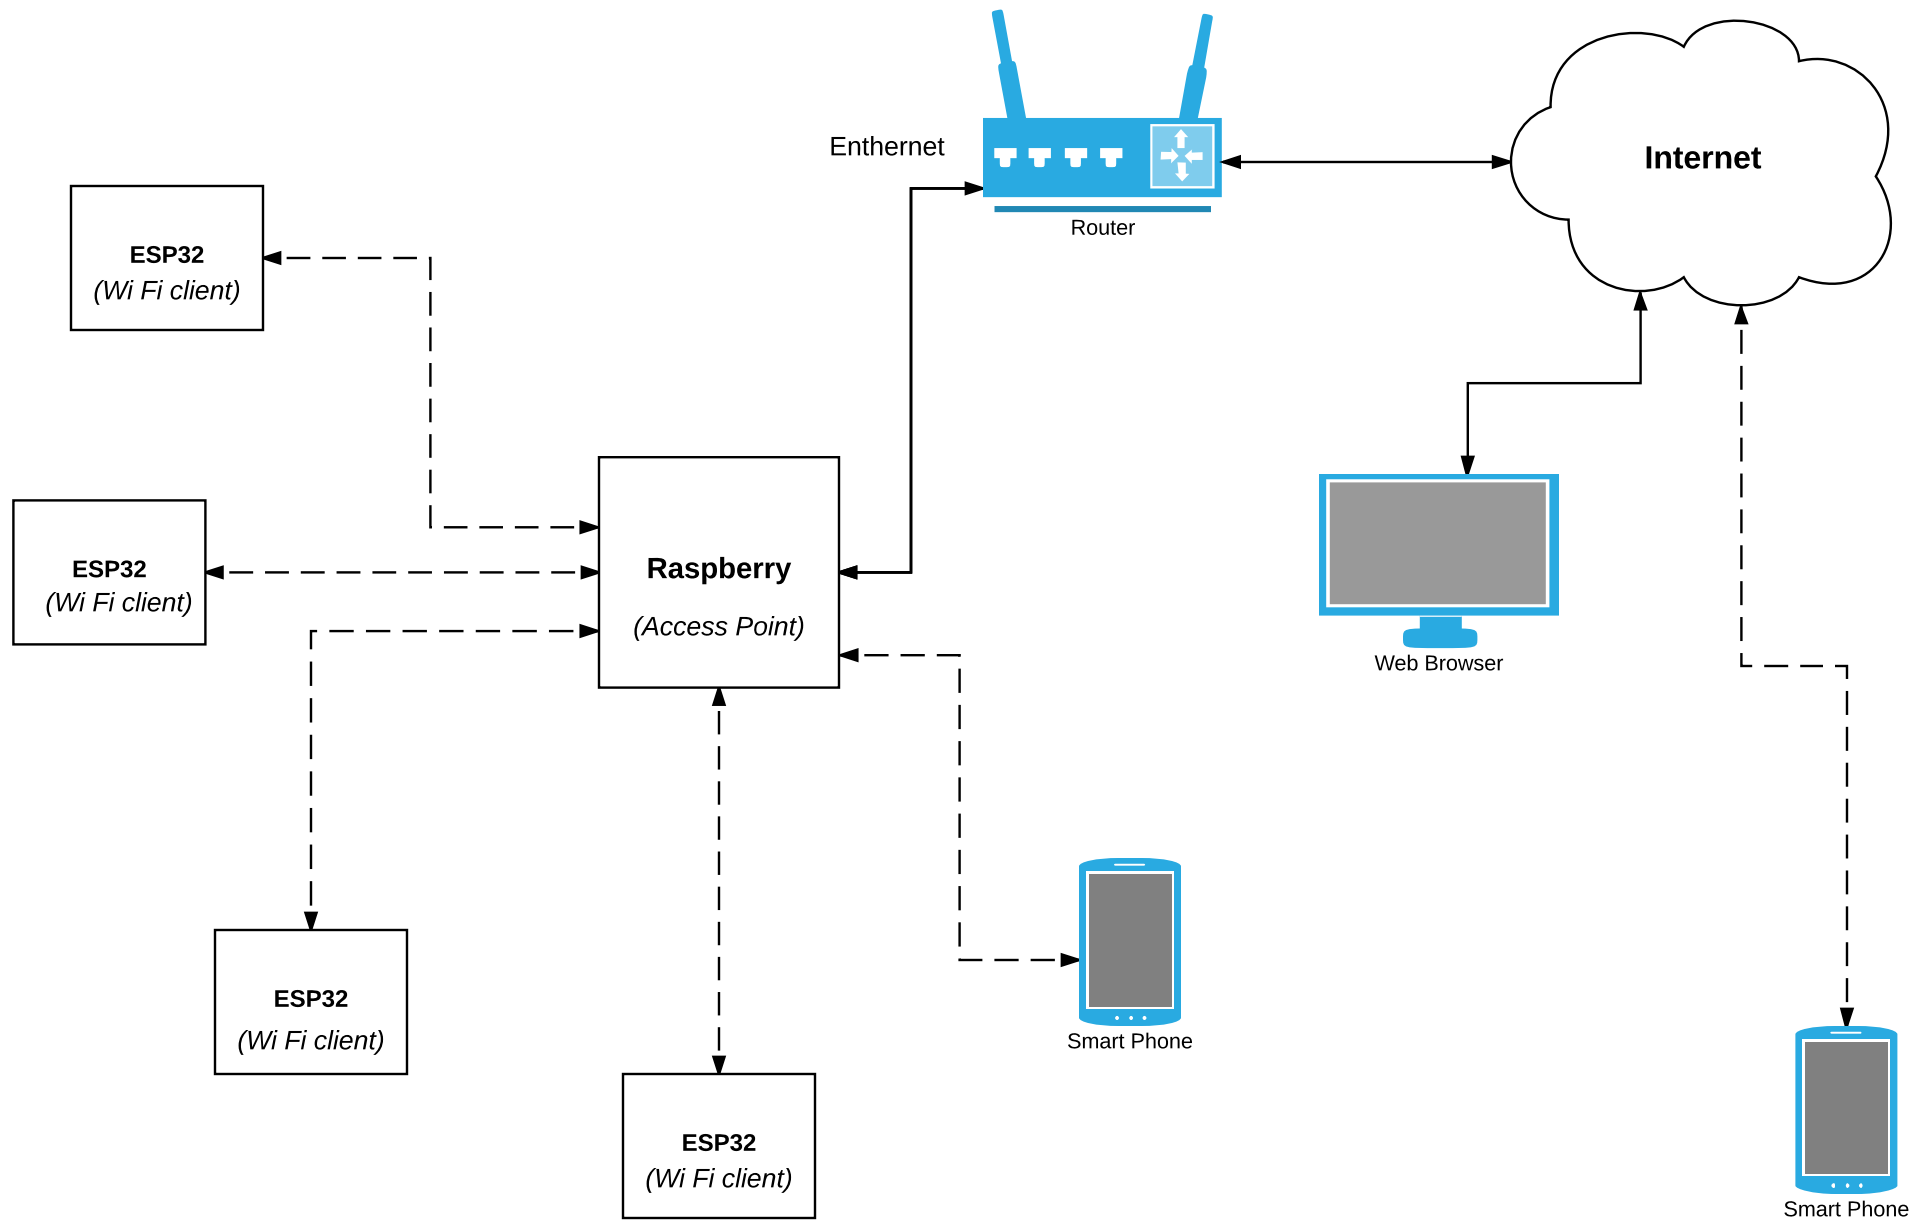 Enthernet
Router
Internet
ESP32
(Wi Fi client)
ESP32
(Wi Fi client)
Raspberry
(Access Point)
Web Browser
ESP32
(Wi Fi client)
Smart Phone
ESP32
(Wi Fi client)
Smart Phone